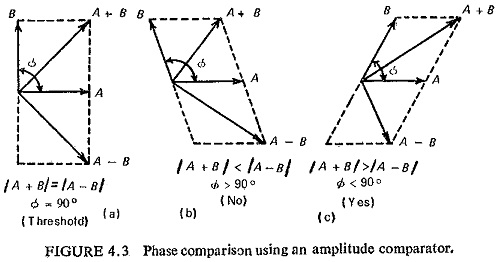 B
A + B
ϕ
A
A − B
/A + B/ = /A − B/
ϕ = 90°
(Threshold)
(a)
B
A + B
ϕ
A
A − B
/A + B/ < /A − B/
ϕ > 90°
(No)
(b)
B
A + B
ϕ
A
A − B
/A + B/ > /A − B/
ϕ < 90°
(Yes)
(c)
FIGURE 4.3 Phase comparison using an amplitude comparator.